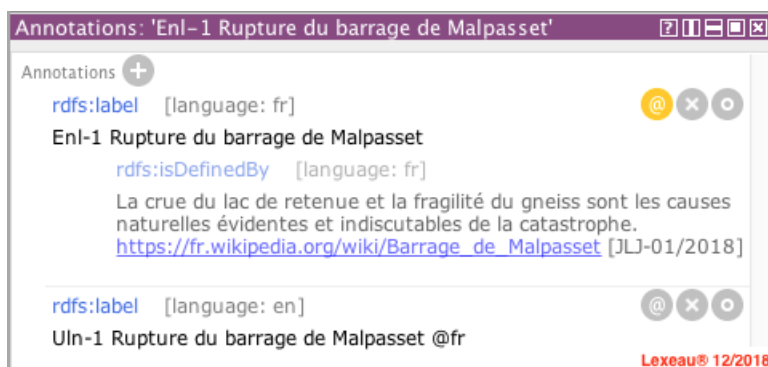 Annotations: 'Enl-1 Rupture du barrage de Malpasset'
Annotations
rdfs:label [language: fr]
Enl-1 Rupture du barrage de Malpasset
rdfs:isDefinedBy [language: fr]
La crue du lac de retenue et la fragilité du gneiss sont les causes
naturelles évidentes et indiscutables de la catastrophe.
https://fr.wikipedia.org/wiki/Barrage_de_Malpasset [JLJ-01/2018]
rdfs:label [language: en]
Uln-1 Rupture du barrage de Malpasset @fr
Lexeau® 12/2018